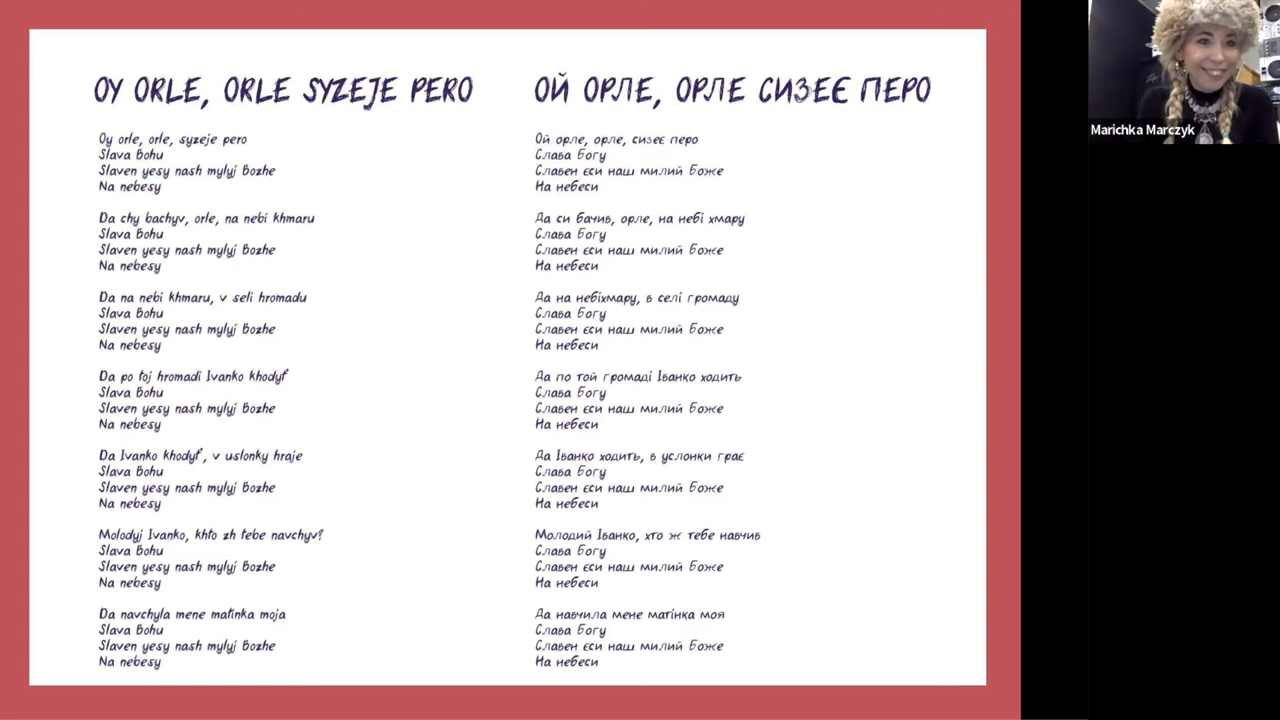 OY ORLE, ORLE SYZEJE PERO
Oy orle, orle, syzeje pero
Slava Bohu
Slaven yesy nash mylyj Bozhe
Na nebesy
Da chy bachyv, orle, na nebi khmaru
Slava Bohu
Slaven yesy nash mylyj Bozhe
Na nebesy
Da na nebi khmaru, v seli hromadu
Slava Bohu
Slaven yesy nash mylyj Bozhe
Na nebesy
Da po toj hromadi Ivanko khodyt'
Slava Bohu
Slaven yesy nash mylyj Bozhe
Na nebesy
Da Ivanko khodyt', v uslonky hraje
Slava Bohu
Slaven yesy nash mylyj Bozhe
Na nebesy
Molodyj Ivanko, khto zh tebe navchyv?
Slava Bohu
Slaven yesy nash mylyj Bozhe
Na nebesy
Da navchyla mene matinka moja
Slava Bohu
Slaven yesy nash mylyj Bozhe
Na nebesy
ОЙ ОРЛЕ, ОРЛЕ СИЗЕЄ ПЕРО
Ой орле, орле, сизеє перо
Слава Богу
Славен єси наш милий Боже
На небеси
Да си бачив, орле, на небі хмару
Слава Богу
Славен єси наш милий Боже
На небеси
Да на небіхмару, в селі громаду
Слава Богу
Славен єси наш милий Боже
На небеси
Да по той громаді Іванко ходить
Слава Богу
Славен єси наш милий Боже
На небеси
Да Іванко ходить, в услонки грає
Слава Богу
Славен єси наш милий Боже
На небеси
Молодий Іванко, хто ж тебе навчив
Слава Богу
Славен єси наш милий Боже
На небеси
Да навчила мене матінка моя
Слава Богу
Славен єси наш милий Боже
На небеси
Marichka Marczyk